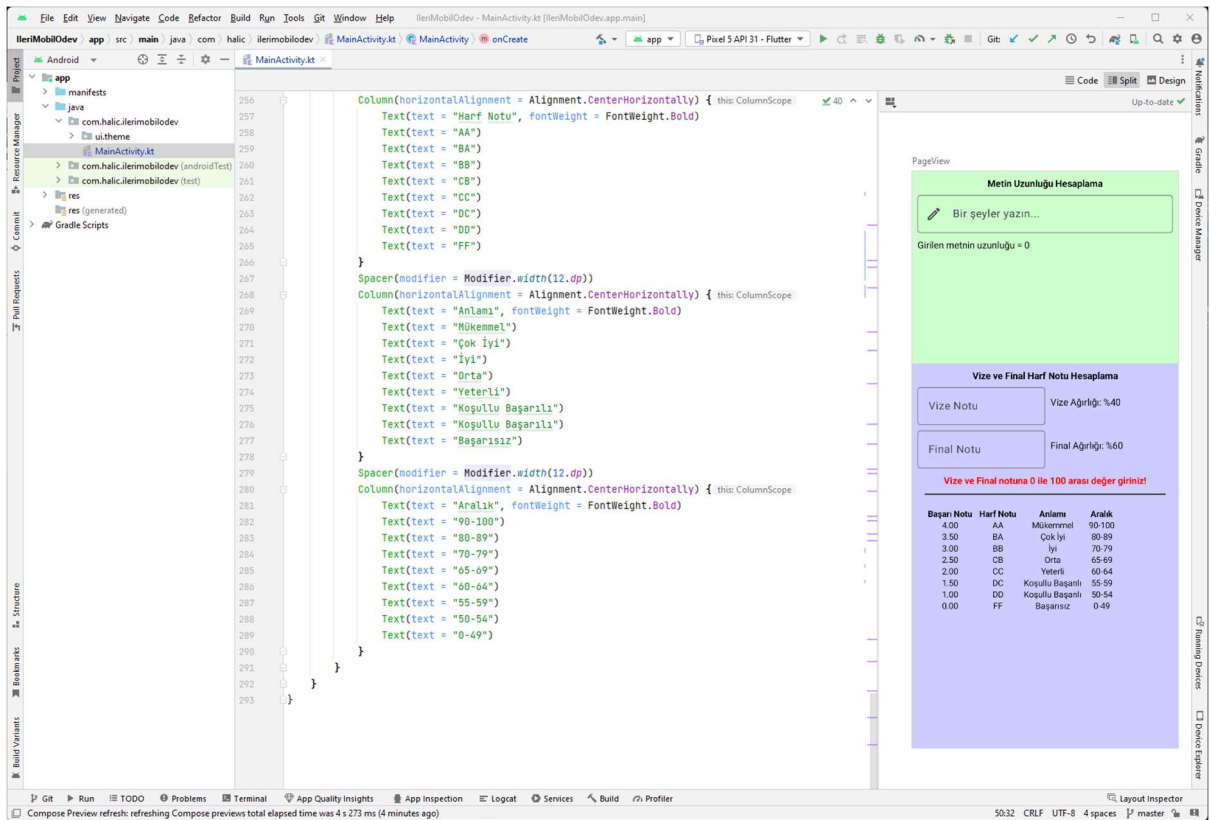 File Edit View Navigate Code Refactor Build Run Tools Git Window Help IleriMobilOdev - MainActivity.kt [IleriMobilOdev.app.main]
IleriMobilOdev app src main java com halic ilerimobilodev MainActivity.kt MainActivity onCreate app Pixel 5 API 31 - Flutter Git:
Android MainActivity.kt
Code Split Design
Up-to-date
app
manifests
java
com.halic.ilerimobilodev
ui.theme
MainActivity.kt
com.halic.ilerimobilodev (androidTest)
com.halic.ilerimobilodev (test)
res
res (generated)
Gradle Scripts
Project
Resource Manager
Commit
Pull Requests
Structure
Bookmarks
Build Variants
256 Column(horizontalAlignment = Alignment.CenterHorizontally) { this: ColumnScope 40
257 Text(text = "Harf Notu", fontWeight = FontWeight.Bold)
258 Text(text = "AA")
259 Text(text = "BA")
260 Text(text = "BB")
261 Text(text = "CB")
262 Text(text = "CC")
263 Text(text = "DC")
264 Text(text = "DD")
265 Text(text = "FF")
266 }
267 Spacer(modifier = Modifier.width(12.dp))
268 Column(horizontalAlignment = Alignment.CenterHorizontally) { this: ColumnScope
269 Text(text = "Anlamı", fontWeight = FontWeight.Bold)
270 Text(text = "Mükemmel")
271 Text(text = "Çok İyi")
272 Text(text = "İyi")
273 Text(text = "Orta")
274 Text(text = "Yeterli")
275 Text(text = "Koşullu Başarılı")
276 Text(text = "Koşullu Başarılı")
277 Text(text = "Başarısız")
278 }
279 Spacer(modifier = Modifier.width(12.dp))
280 Column(horizontalAlignment = Alignment.CenterHorizontally) { this: ColumnScope
281 Text(text = "Aralık", fontWeight = FontWeight.Bold)
282 Text(text = "90-100")
283 Text(text = "80-89")
284 Text(text = "70-79")
285 Text(text = "65-69")
286 Text(text = "60-64")
287 Text(text = "55-59")
288 Text(text = "50-54")
289 Text(text = "0-49")
290 }
291 }
292 }
293 }
PageView
Metin Uzunluğu Hesaplama
Bir şeyler yazın...
Girilen metnin uzunluğu = 0
Vize ve Final Harf Notu Hesaplama
Vize Notu Vize Ağırlığı: %40
Final Notu Final Ağırlığı: %60
Vize ve Final notuna 0 ile 100 arası değer giriniz!
Başarı Notu Harf Notu Anlamı Aralık
4.00 AA Mükemmel 90-100
3.50 BA Çok İyi 80-89
3.00 BB İyi 70-79
2.50 CB Orta 65-69
2.00 CC Yeterli 60-64
1.50 DC Koşullu Başarılı 55-59
1.00 DD Koşullu Başarılı 50-54
0.00 FF Başarısız 0-49
Notifications
Gradle
Device Manager
Running Devices
Device Explorer
Git Run TODO Problems Terminal App Quality Insights App Inspection Logcat Services Build Profiler Layout Inspector
Compose Preview refresh: refreshing Compose previews total elapsed time was 4 s 273 ms (4 minutes ago) 50:32 CRLF UTF-8 4 spaces master